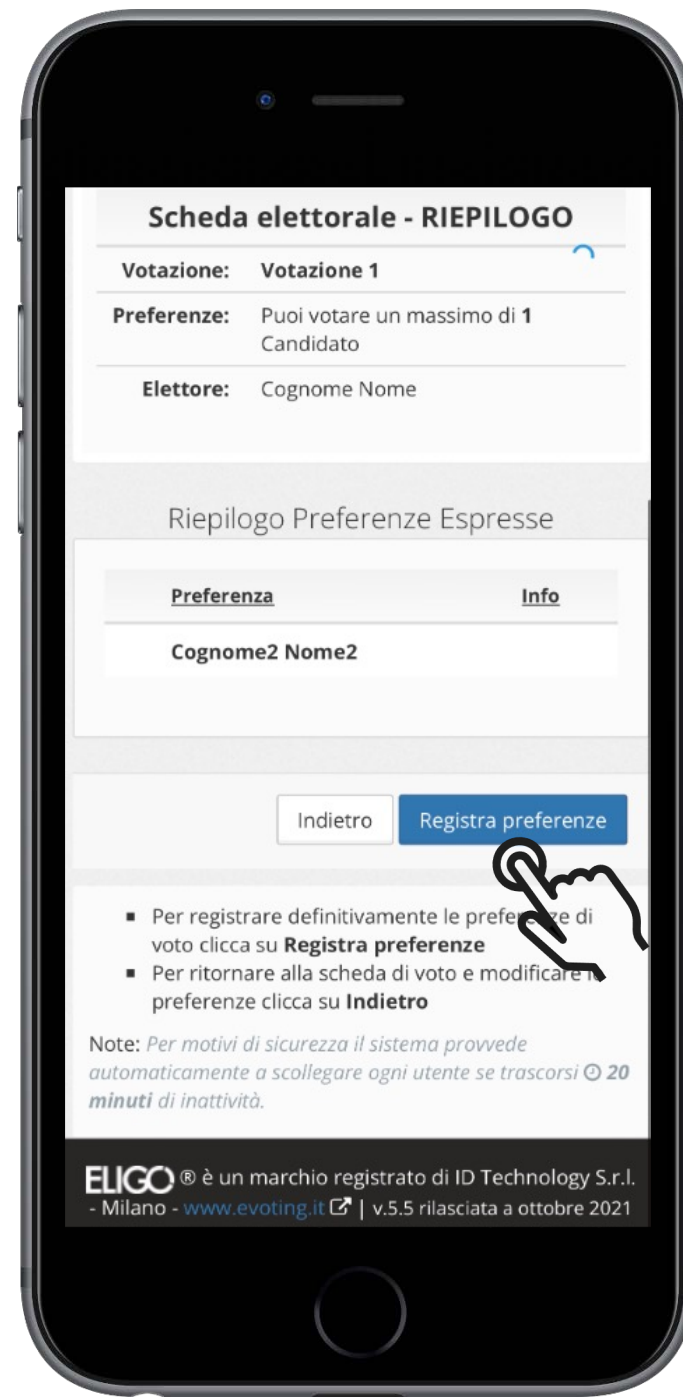 Scheda elettorale - RIEPILOGO
Votazione: Votazione 1
Preferenze: Puoi votare un massimo di 1
Candidato
Elettore: Cognome Nome
Riepilogo Preferenze Espresse
Preferenza Info
Cognome2 Nome2
Indietro Registra preferenze
▪ Per registrare definitivamente le preferenze di
voto clicca su Registra preferenze
▪ Per ritornare alla scheda di voto e modificare le
preferenze clicca su Indietro
Note: Per motivi di sicurezza il sistema provvede
automaticamente a scollegare ogni utente se trascorsi 20
minuti di inattività.
ELIGO ® è un marchio registrato di ID Technology S.r.l.
- Milano - www.evoting.it | v.5.5 rilasciata a ottobre 2021